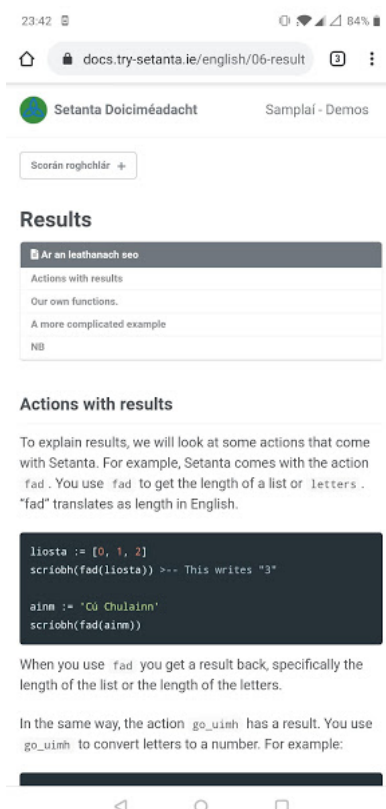 23:42
84%
docs.try-setanta.ie/english/06-result
3
Setanta Doiciméadacht
Samplaí - Demos
Scorán roghchlár +
Results
Ar an leathanach seo
Actions with results
Our own functions.
A more complicated example
NB
Actions with results
To explain results, we will look at some actions that come
with Setanta. For example, Setanta comes with the action
fad . You use fad to get the length of a list or letters .
“fad” translates as length in English.
liosta := [0, 1, 2]
scríobh(fad(liosta)) >-- This writes "3"
ainm := 'Cú Chulainn'
scríobh(fad(ainm))
When you use fad you get a result back, specifically the
length of the list or the length of the letters.
In the same way, the action go_uimh has a result. You use
go_uimh to convert letters to a number. For example: